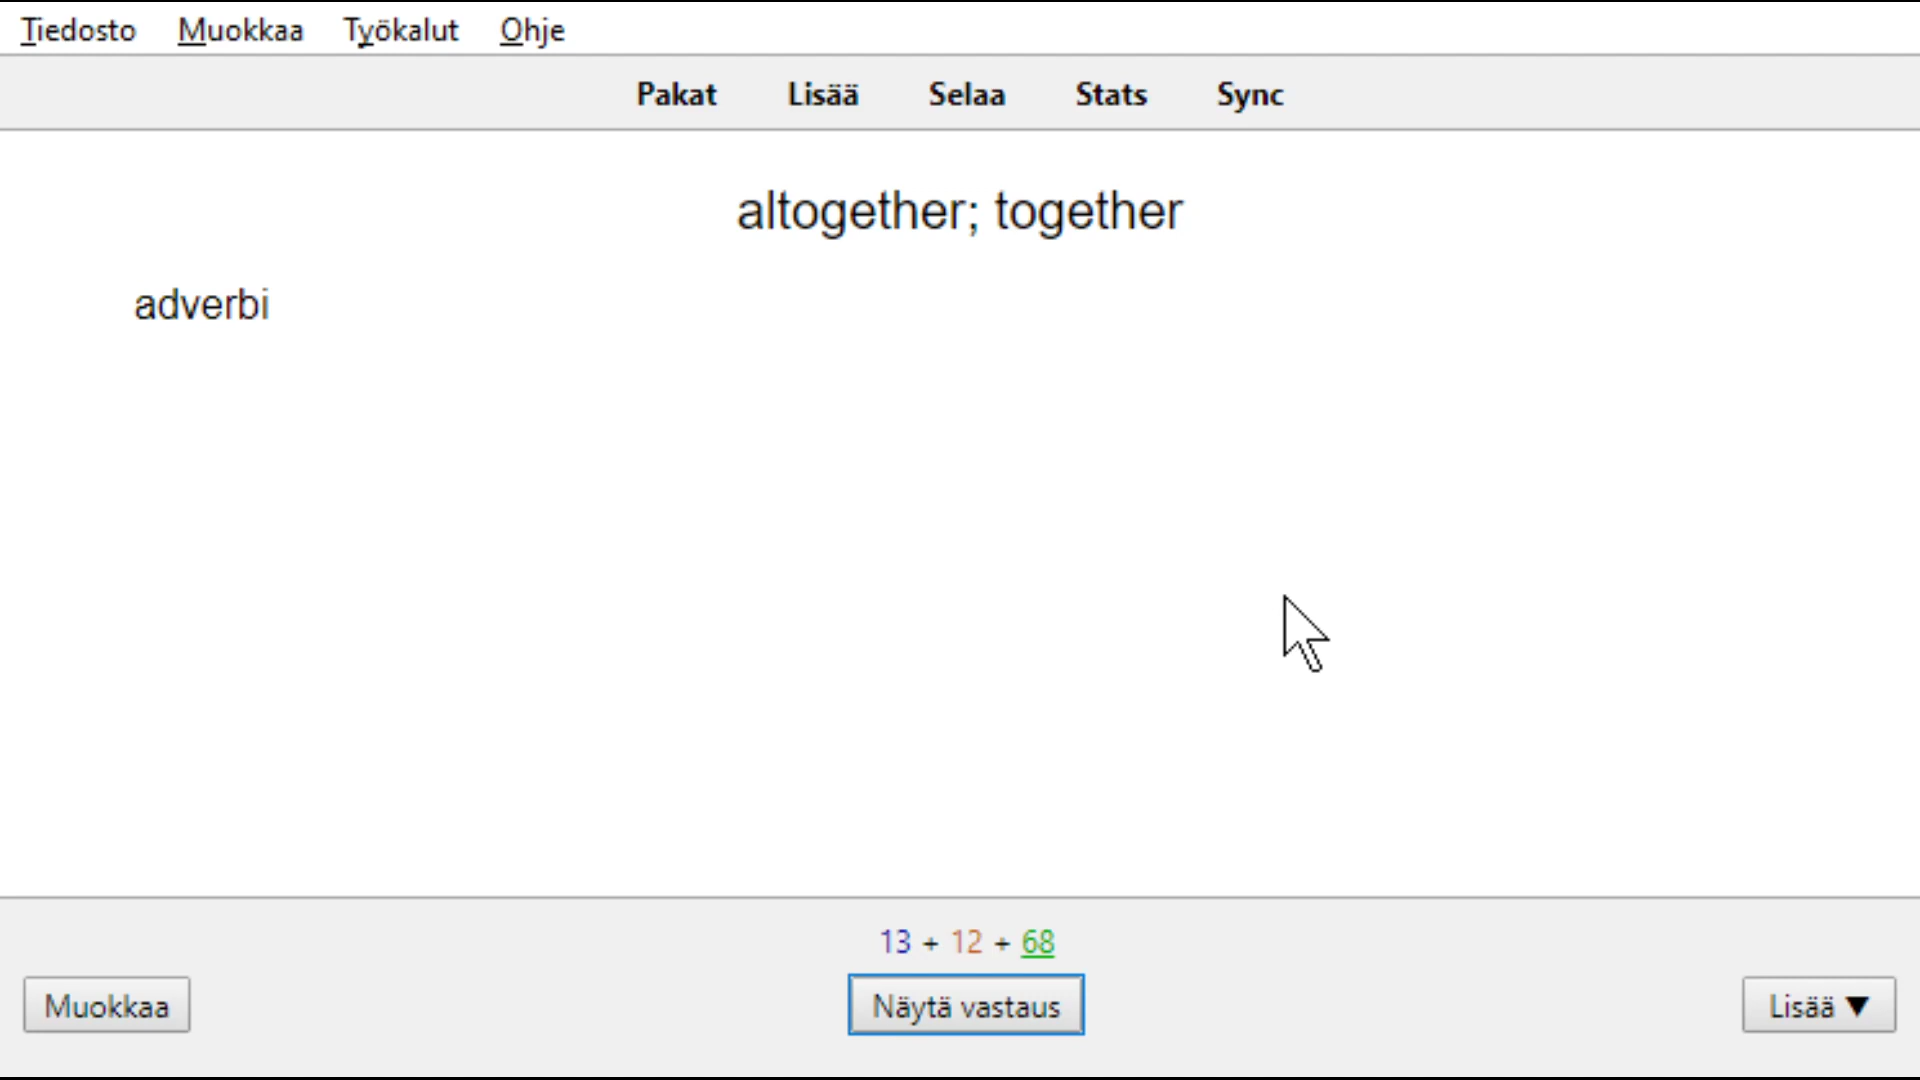 Tiedosto Muokkaa Työkalut Ohje
Pakat Lisää Selaa Stats Sync
altogether; together
adverbi
13 + 12 + 68
Muokkaa Näytä vastaus Lisää ▼